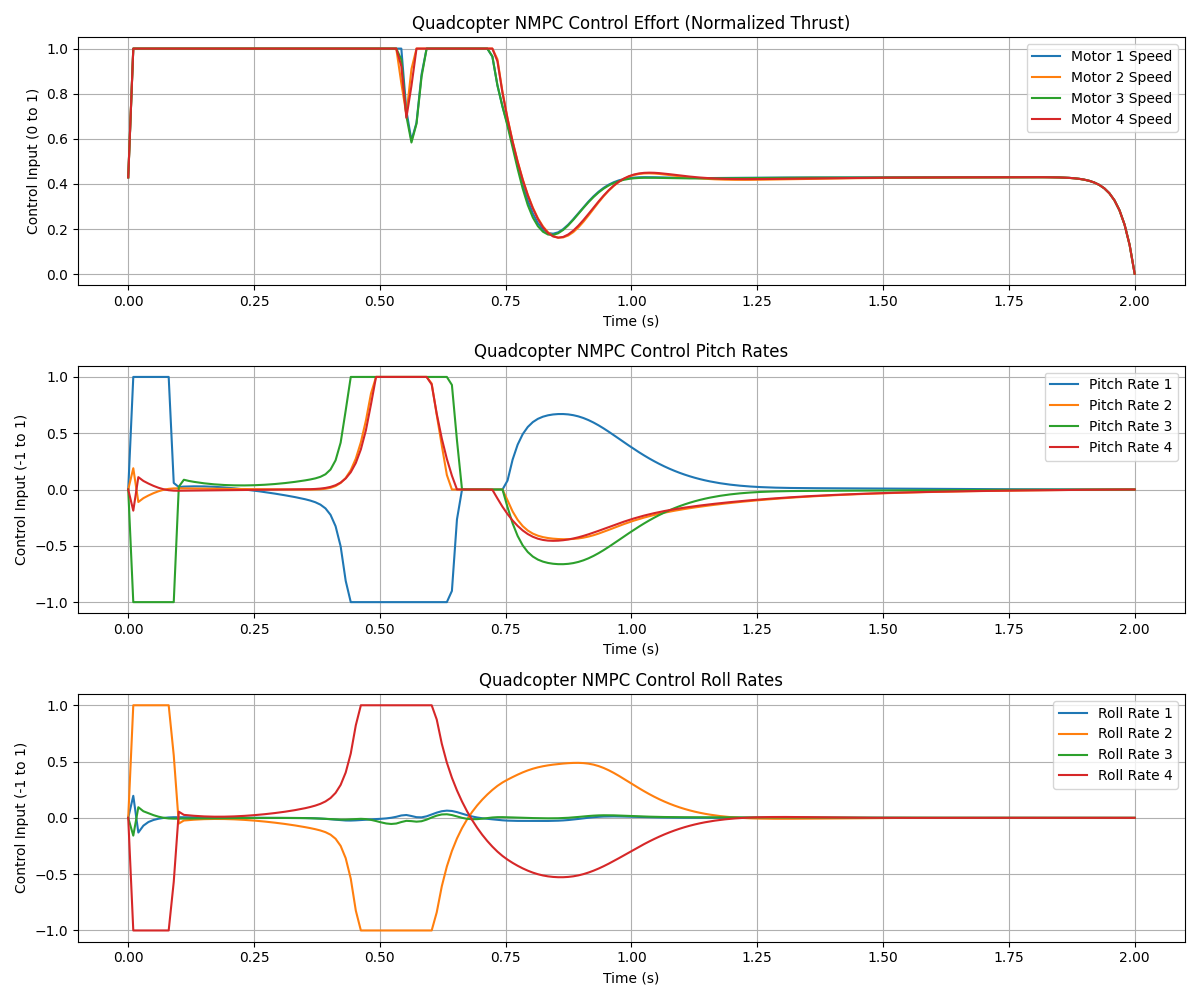 Quadcopter NMPC Control Effort (Normalized Thrust)
Control Input (0 to 1)
1.0
0.8
0.6
0.4
0.2
0.0
Motor 1 Speed
Motor 2 Speed
Motor 3 Speed
Motor 4 Speed
0.00 0.25 0.50 0.75 1.00 1.25 1.50 1.75 2.00
Time (s)
Quadcopter NMPC Control Pitch Rates
Control Input (-1 to 1)
1.0
0.5
0.0
−0.5
−1.0
Pitch Rate 1
Pitch Rate 2
Pitch Rate 3
Pitch Rate 4
0.00 0.25 0.50 0.75 1.00 1.25 1.50 1.75 2.00
Time (s)
Quadcopter NMPC Control Roll Rates
Control Input (-1 to 1)
1.0
0.5
0.0
−0.5
−1.0
Roll Rate 1
Roll Rate 2
Roll Rate 3
Roll Rate 4
0.00 0.25 0.50 0.75 1.00 1.25 1.50 1.75 2.00
Time (s)